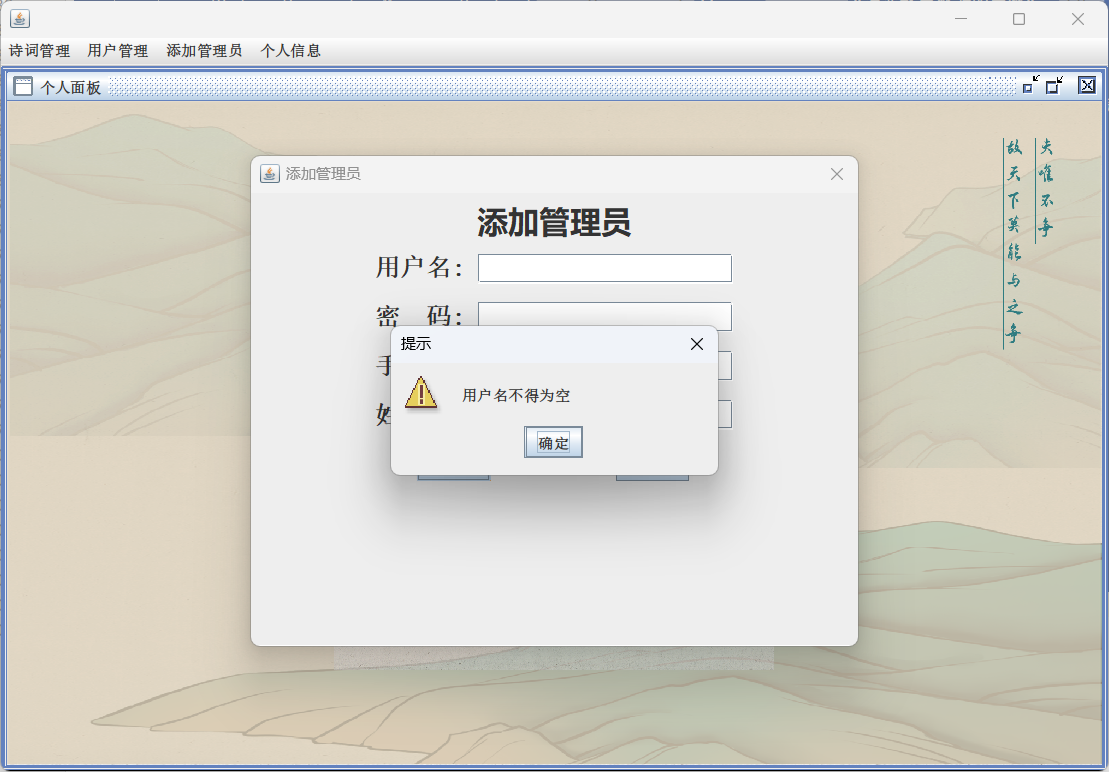 诗词管理 用户管理 添加管理员 个人信息
个人面板
夫唯不争
故天下莫能与之争
添加管理员
添加管理员
用户名：
密 码：
手
提示
用户名不得为空
确定